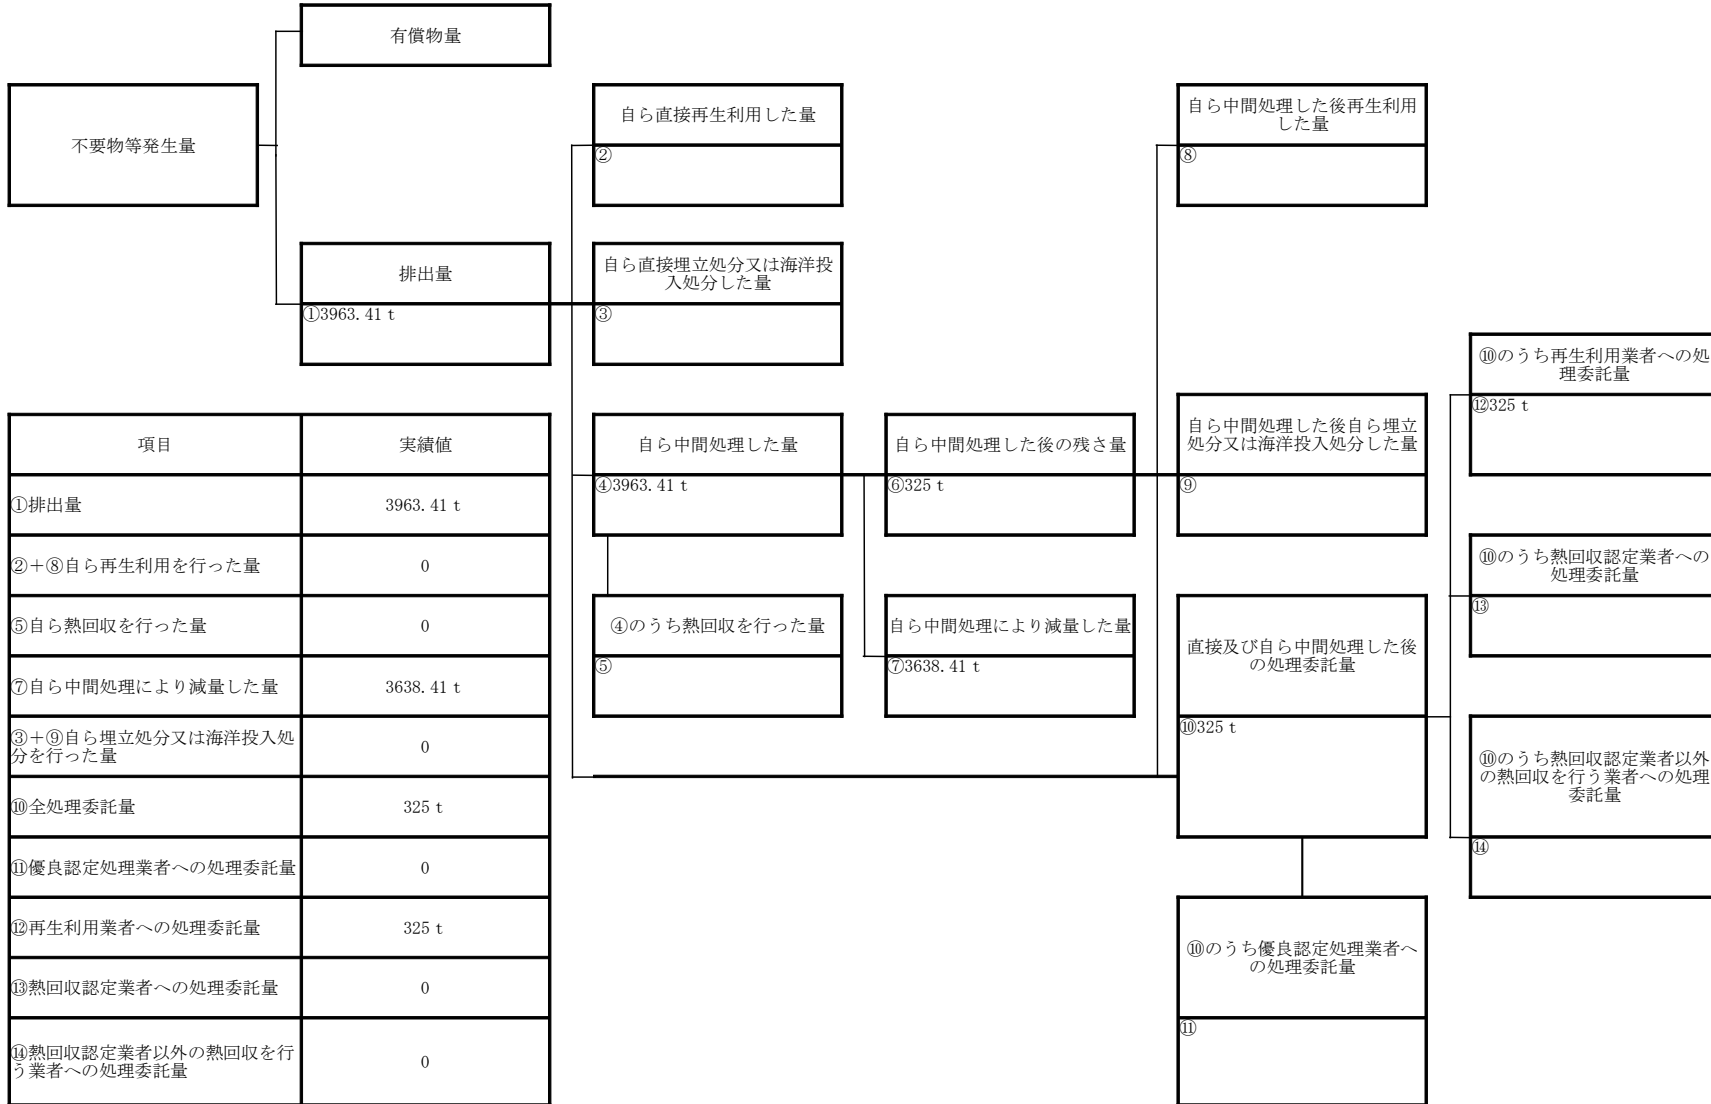 有償物量
不要物等発生量
自ら直接再生利用した量
②
自ら中間処理した後再生利用
した量
⑧
排出量
①3963.41 t
自ら直接埋立処分又は海洋投
入処分した量
③
⑩のうち再生利用業者への処
理委託量
⑫325 t
自ら中間処理した量
④3963.41 t
自ら中間処理した後の残さ量
⑥325 t
自ら中間処理した後自ら埋立
処分又は海洋投入処分した量
⑨
⑩のうち熱回収認定業者への
処理委託量
⑬
④のうち熱回収を行った量
⑤
自ら中間処理により減量した量
⑦3638.41 t
直接及び自ら中間処理した後
の処理委託量
⑩325 t
⑩のうち熱回収認定業者以外
の熱回収を行う業者への処理
委託量
⑭
⑩のうち優良認定処理業者へ
の処理委託量
⑪
項目 実績値
①排出量 3963.41 t
②＋⑧自ら再生利用を行った量 0
⑤自ら熱回収を行った量 0
⑦自ら中間処理により減量した量 3638.41 t
③＋⑨自ら埋立処分又は海洋投入処
分を行った量 0
⑩全処理委託量 325 t
⑪優良認定処理業者への処理委託量 0
⑫再生利用業者への処理委託量 325 t
⑬熱回収認定業者への処理委託量 0
⑭熱回収認定業者以外の熱回収を行
う業者への処理委託量 0